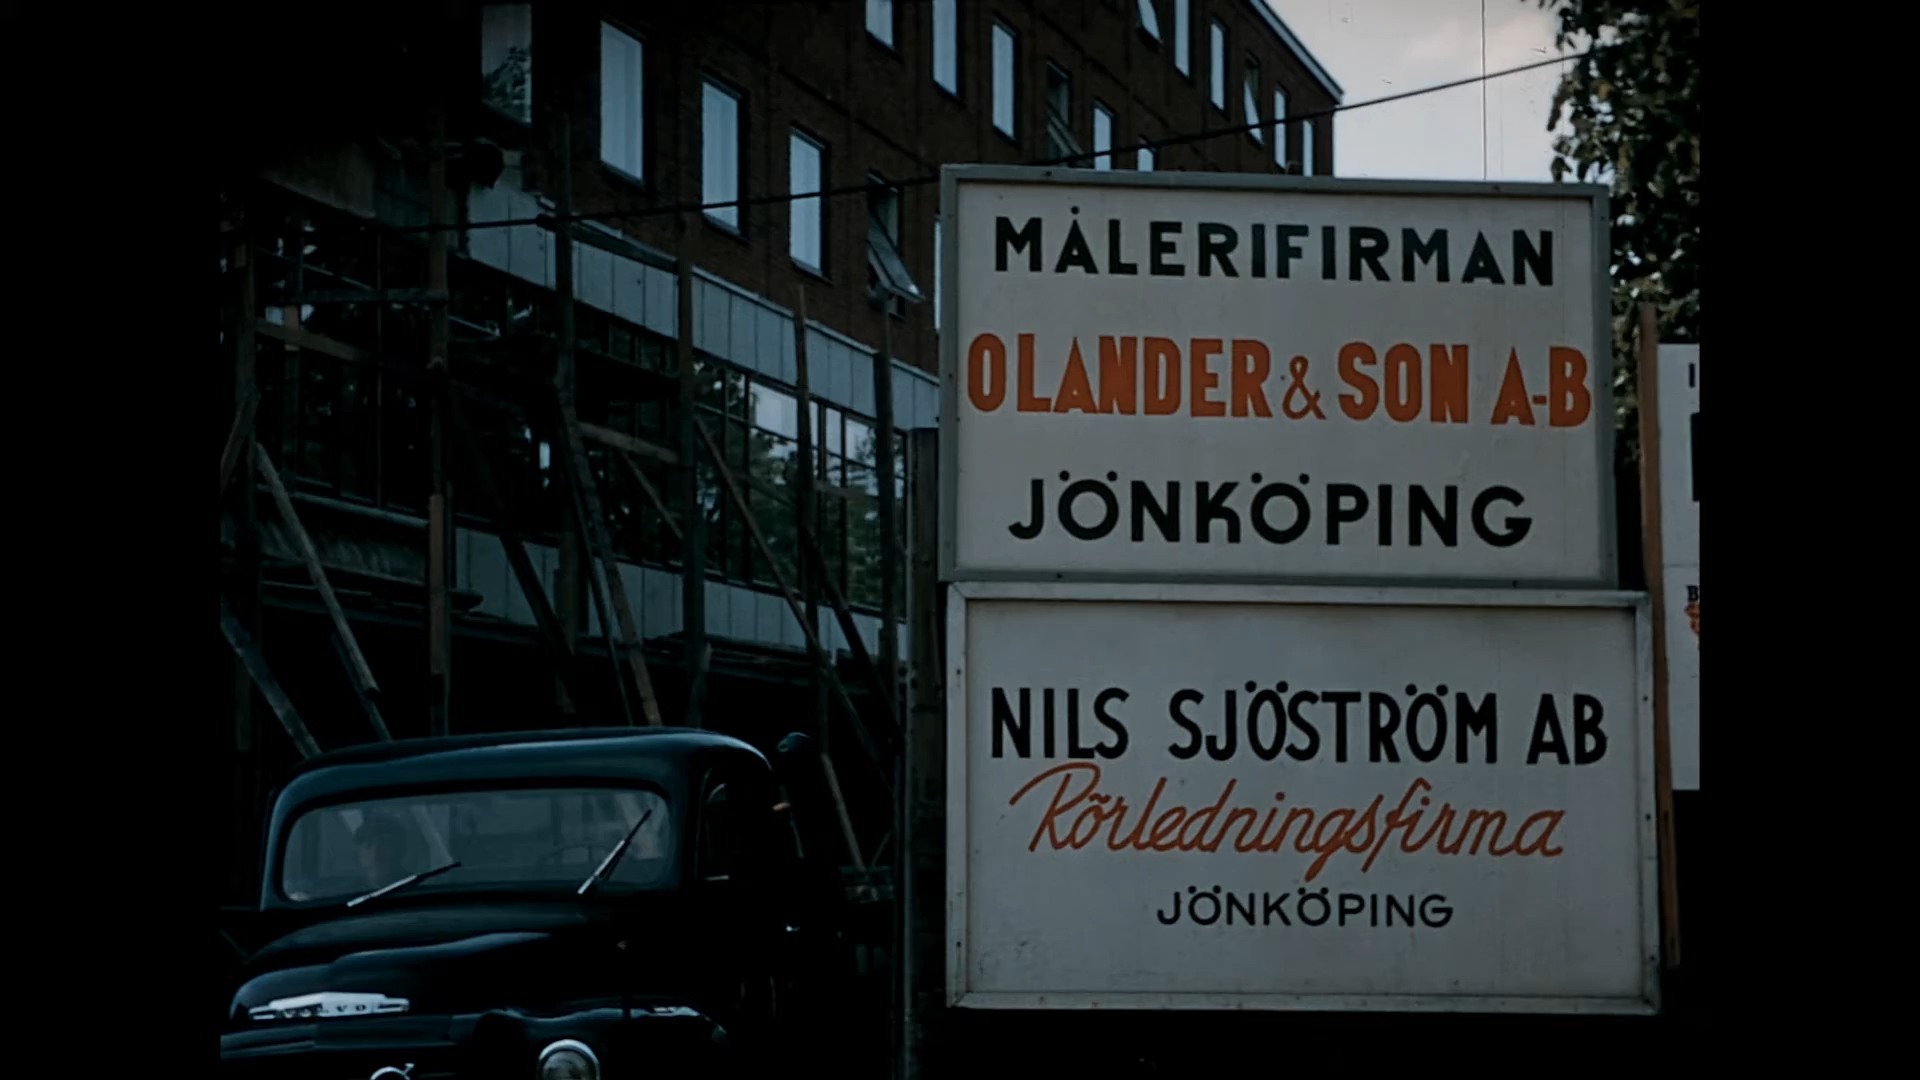 MÅLERIFIRMAN
OLANDER & SON A-B
JÖNKÖPING
NILS SJÖSTRÖM AB
Rörledningsfirma
JÖNKÖPING